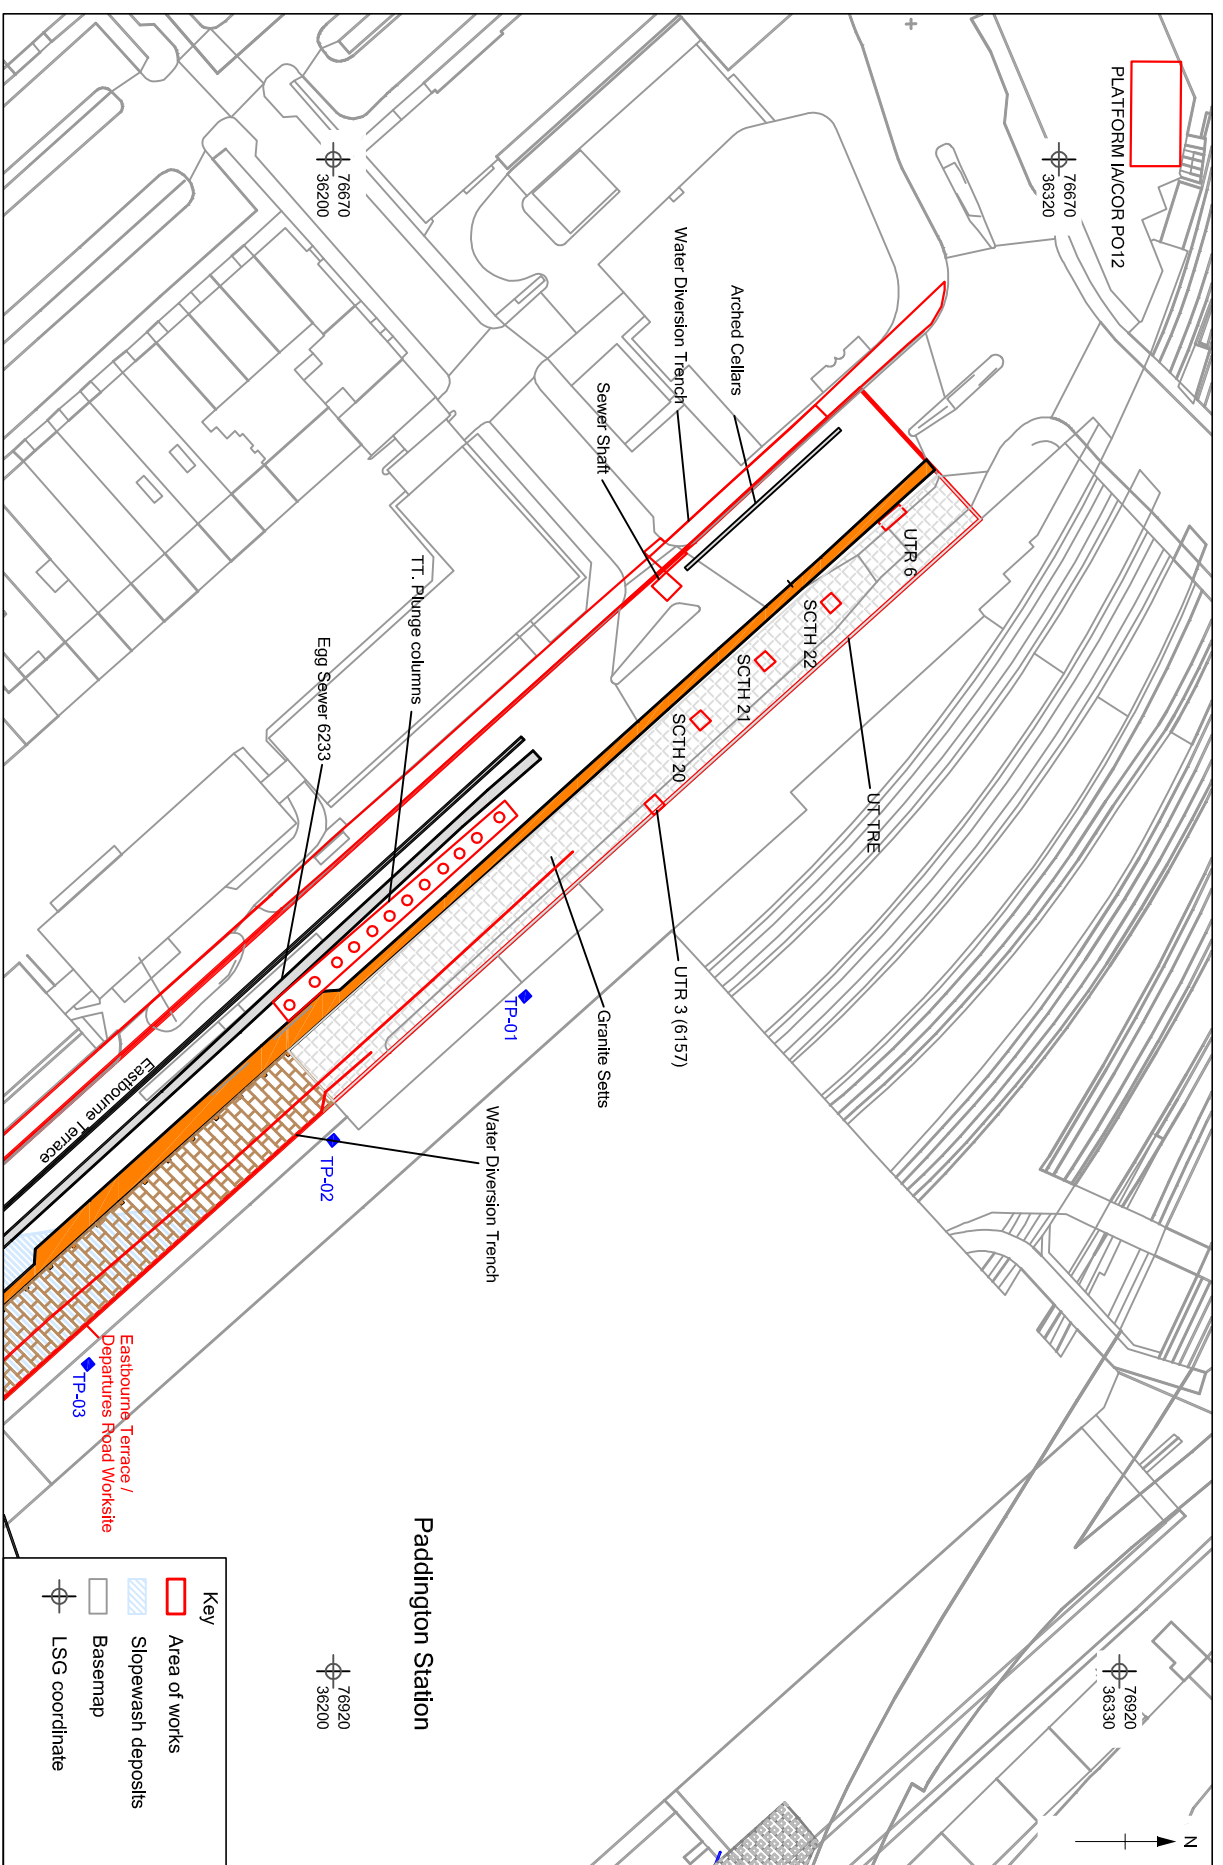 PLATFORM IA/COR PO12
76670
36320
76670
36200
Water Diversion Trench
Arched Cellars
Sewer Shaft
UTR 6
SCTH 22
SCTH 21
SCTH 20
UT TRE
TT. Plunge columns
Egg Sewer 6233
UTR 3 (6157)
Granite Setts
TP-01
Water Diversion Trench
TP-02
Eastbourne Terrace
TP-03
Eastbourne Terrace /
Departures Road Worksite
Paddington Station
76920
36330
76920
36200
N
Key
Area of works
Slopewash deposits
Basemap
LSG coordinate